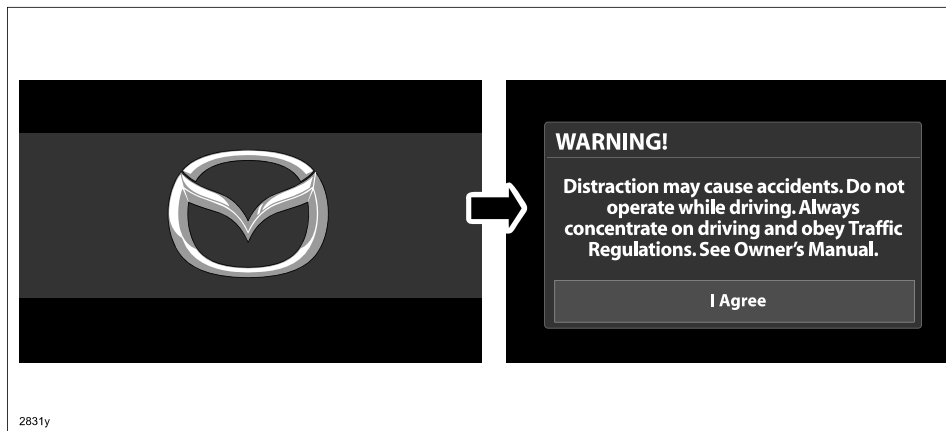 WARNING!
Distraction may cause accidents. Do not
operate while driving. Always
concentrate on driving and obey Traffic
Regulations. See Owner's Manual.
I Agree
2831y